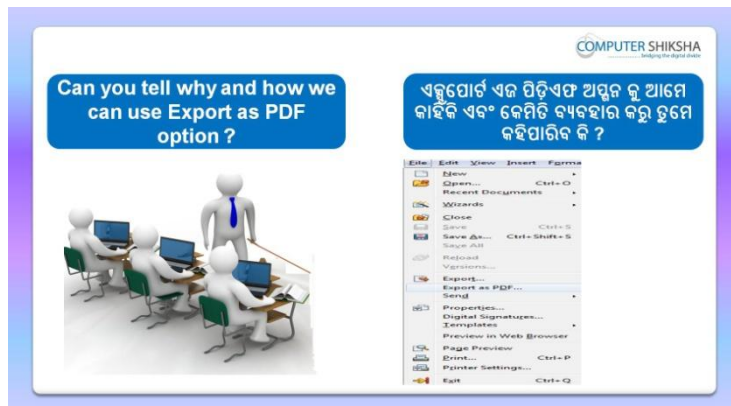 COMPUTER SHIKSHA
... bridging the digital divide
Can you tell why and how we
can use Export as PDF
option ?
ଏକ୍ସପୋର୍ଟ ଏଜ ପିଡ଼ିଏଫ ଅପ୍ସନ କୁ ଆମେ
କାହିଁକି ଏବଂ କେମିତି ବ୍ୟବହାର କରୁ ତୁମେ
କହିପାରିବ କି ?
File Edit View Insert Forma
New
Open... Ctrl+O
Recent Documents
Wizards
Close
Save Ctrl+S
Save As... Ctrl+Shift+S
Save All
Reload
Versions...
Export...
Export as PDF...
Send
Properties...
Digital Signatures...
Templates
Preview in Web Browser
Page Preview
Print... Ctrl+P
Printer Settings...
Exit Ctrl+Q